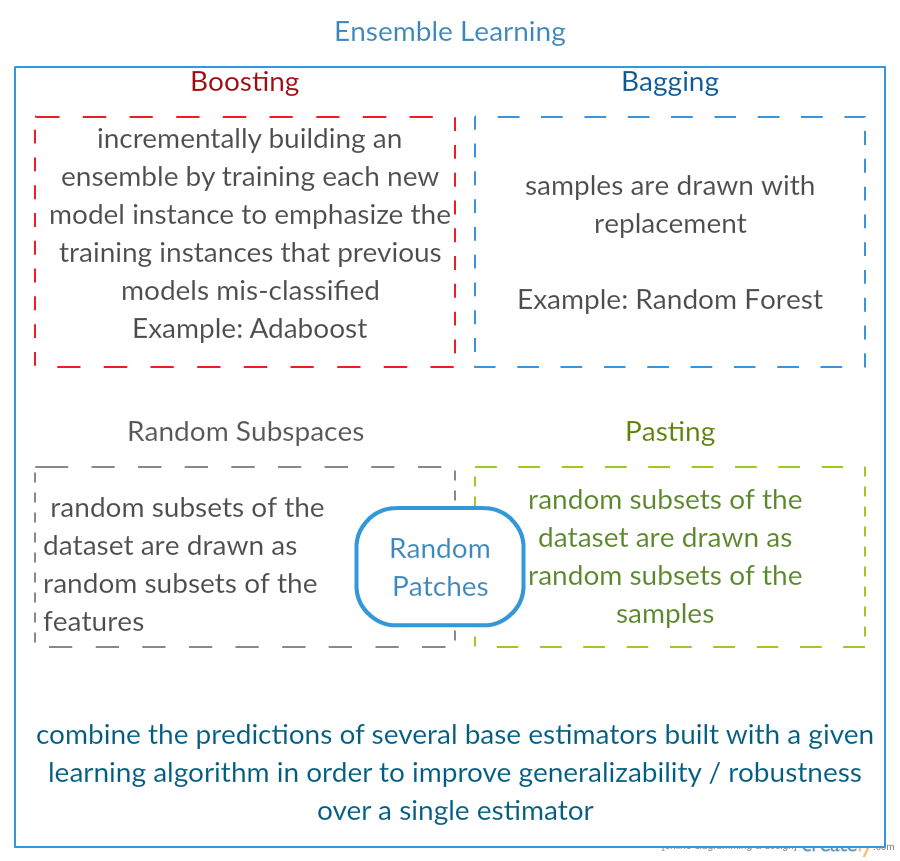 Ensemble Learning
Boosting
incrementally building an
ensemble by training each new
model instance to emphasize the
training instances that previous
models mis-classified
Example: Adaboost
Bagging
samples are drawn with
replacement
Example: Random Forest
Random Subspaces
random subsets of the
dataset are drawn as
random subsets of the
features
Random
Patches
Pasting
random subsets of the
dataset are drawn as
random subsets of the
samples
combine the predictions of several base estimators built with a given
learning algorithm in order to improve generalizability / robustness
over a single estimator